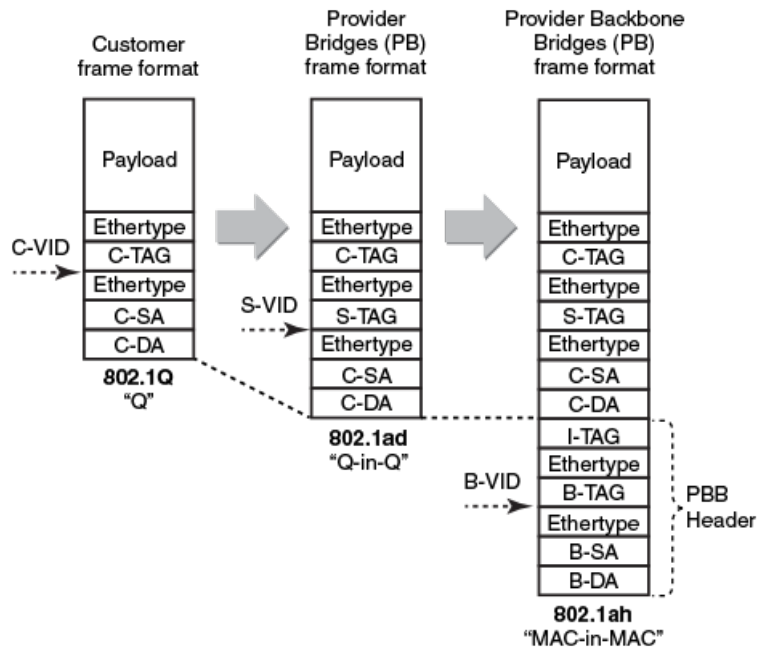 Customer
frame format
Provider
Bridges (PB)
frame format
Provider Backbone
Bridges (PB)
frame format
Payload
Ethertype
C-TAG
Ethertype
C-SA
C-DA
C-VID
802.1Q
“Q”
Payload
Ethertype
C-TAG
Ethertype
S-TAG
Ethertype
C-SA
C-DA
S-VID
802.1ad
“Q-in-Q”
Payload
Ethertype
C-TAG
Ethertype
S-TAG
Ethertype
C-SA
C-DA
I-TAG
Ethertype
B-TAG
Ethertype
B-SA
B-DA
B-VID
PBB
Header
802.1ah
“MAC-in-MAC”